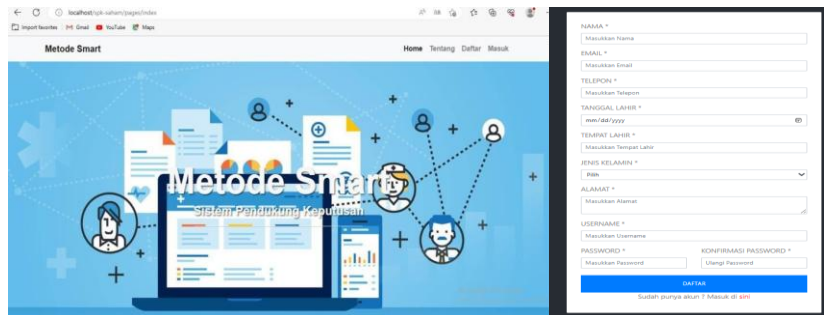 localhost/spk-saham/pages/index
Import favorites Gmail YouTube Maps
Metode Smart
Home Tentang Daftar Masuk
Metode Smart
Sistem Pendukung Keputusan
NAMA *
Masukkan Nama
EMAIL *
Masukkan Email
TELEPON *
Masukkan Telepon
TANGGAL LAHIR *
mm/dd/yyyy
TEMPAT LAHIR *
Masukkan Tempat Lahir
JENIS KELAMIN *
Pilih
ALAMAT *
Masukkan Alamat
USERNAME *
Masukkan Username
PASSWORD * KONFIRMASI PASSWORD *
Masukkan Password Ulangi Password
DAFTAR
Sudah punya akun ? Masuk di sini